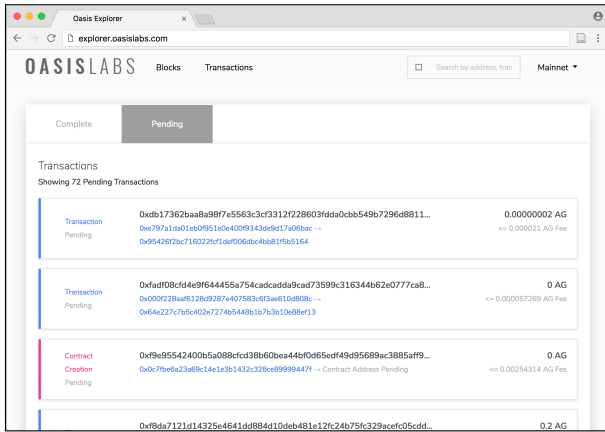 Oasis Explorer
explorer.oasislabs.com
OASISLABS Blocks Transactions Search by address, tran Mainnet
Complete Pending
Transactions
Showing 72 Pending Transactions
Transaction
Pending
0xdb17362baa8a98f7e5563c3cf3312f228603fdda0cbb549b7296d8811...
0xe797a1da01eb0f951e0e400f9343de9d17a06bac →
0x95426f2bc716022fcf1def006dbc4bb81f5b5164
0.00000002 AG
<= 0.000021 AG Fee
Transaction
Pending
0xfadf08cfd4e9f644455a754cadcadda9cad73599c316344b62e0777ca8...
0x000f228aaf6128d9287e407583c6f3ae610d808c →
0x64e227c7b5c402e7274b5448b1b7b3b10e88ef13
0 AG
<= 0.000057269 AG Fee
Contract
Creation
Pending
0xf9e95542400b5a088cfcd38b60bea44bf0d65edf49d95689ac3885aff9...
0x0c7fbe6a23a69c14e1e3b1432c328ce89999447f → Contract Address Pending
0 AG
<= 0.00254314 AG Fee
0xf8da7121d14325e4641dd884d10deb481e12fc24b75fc329acefc05cdd...
0.2 AG